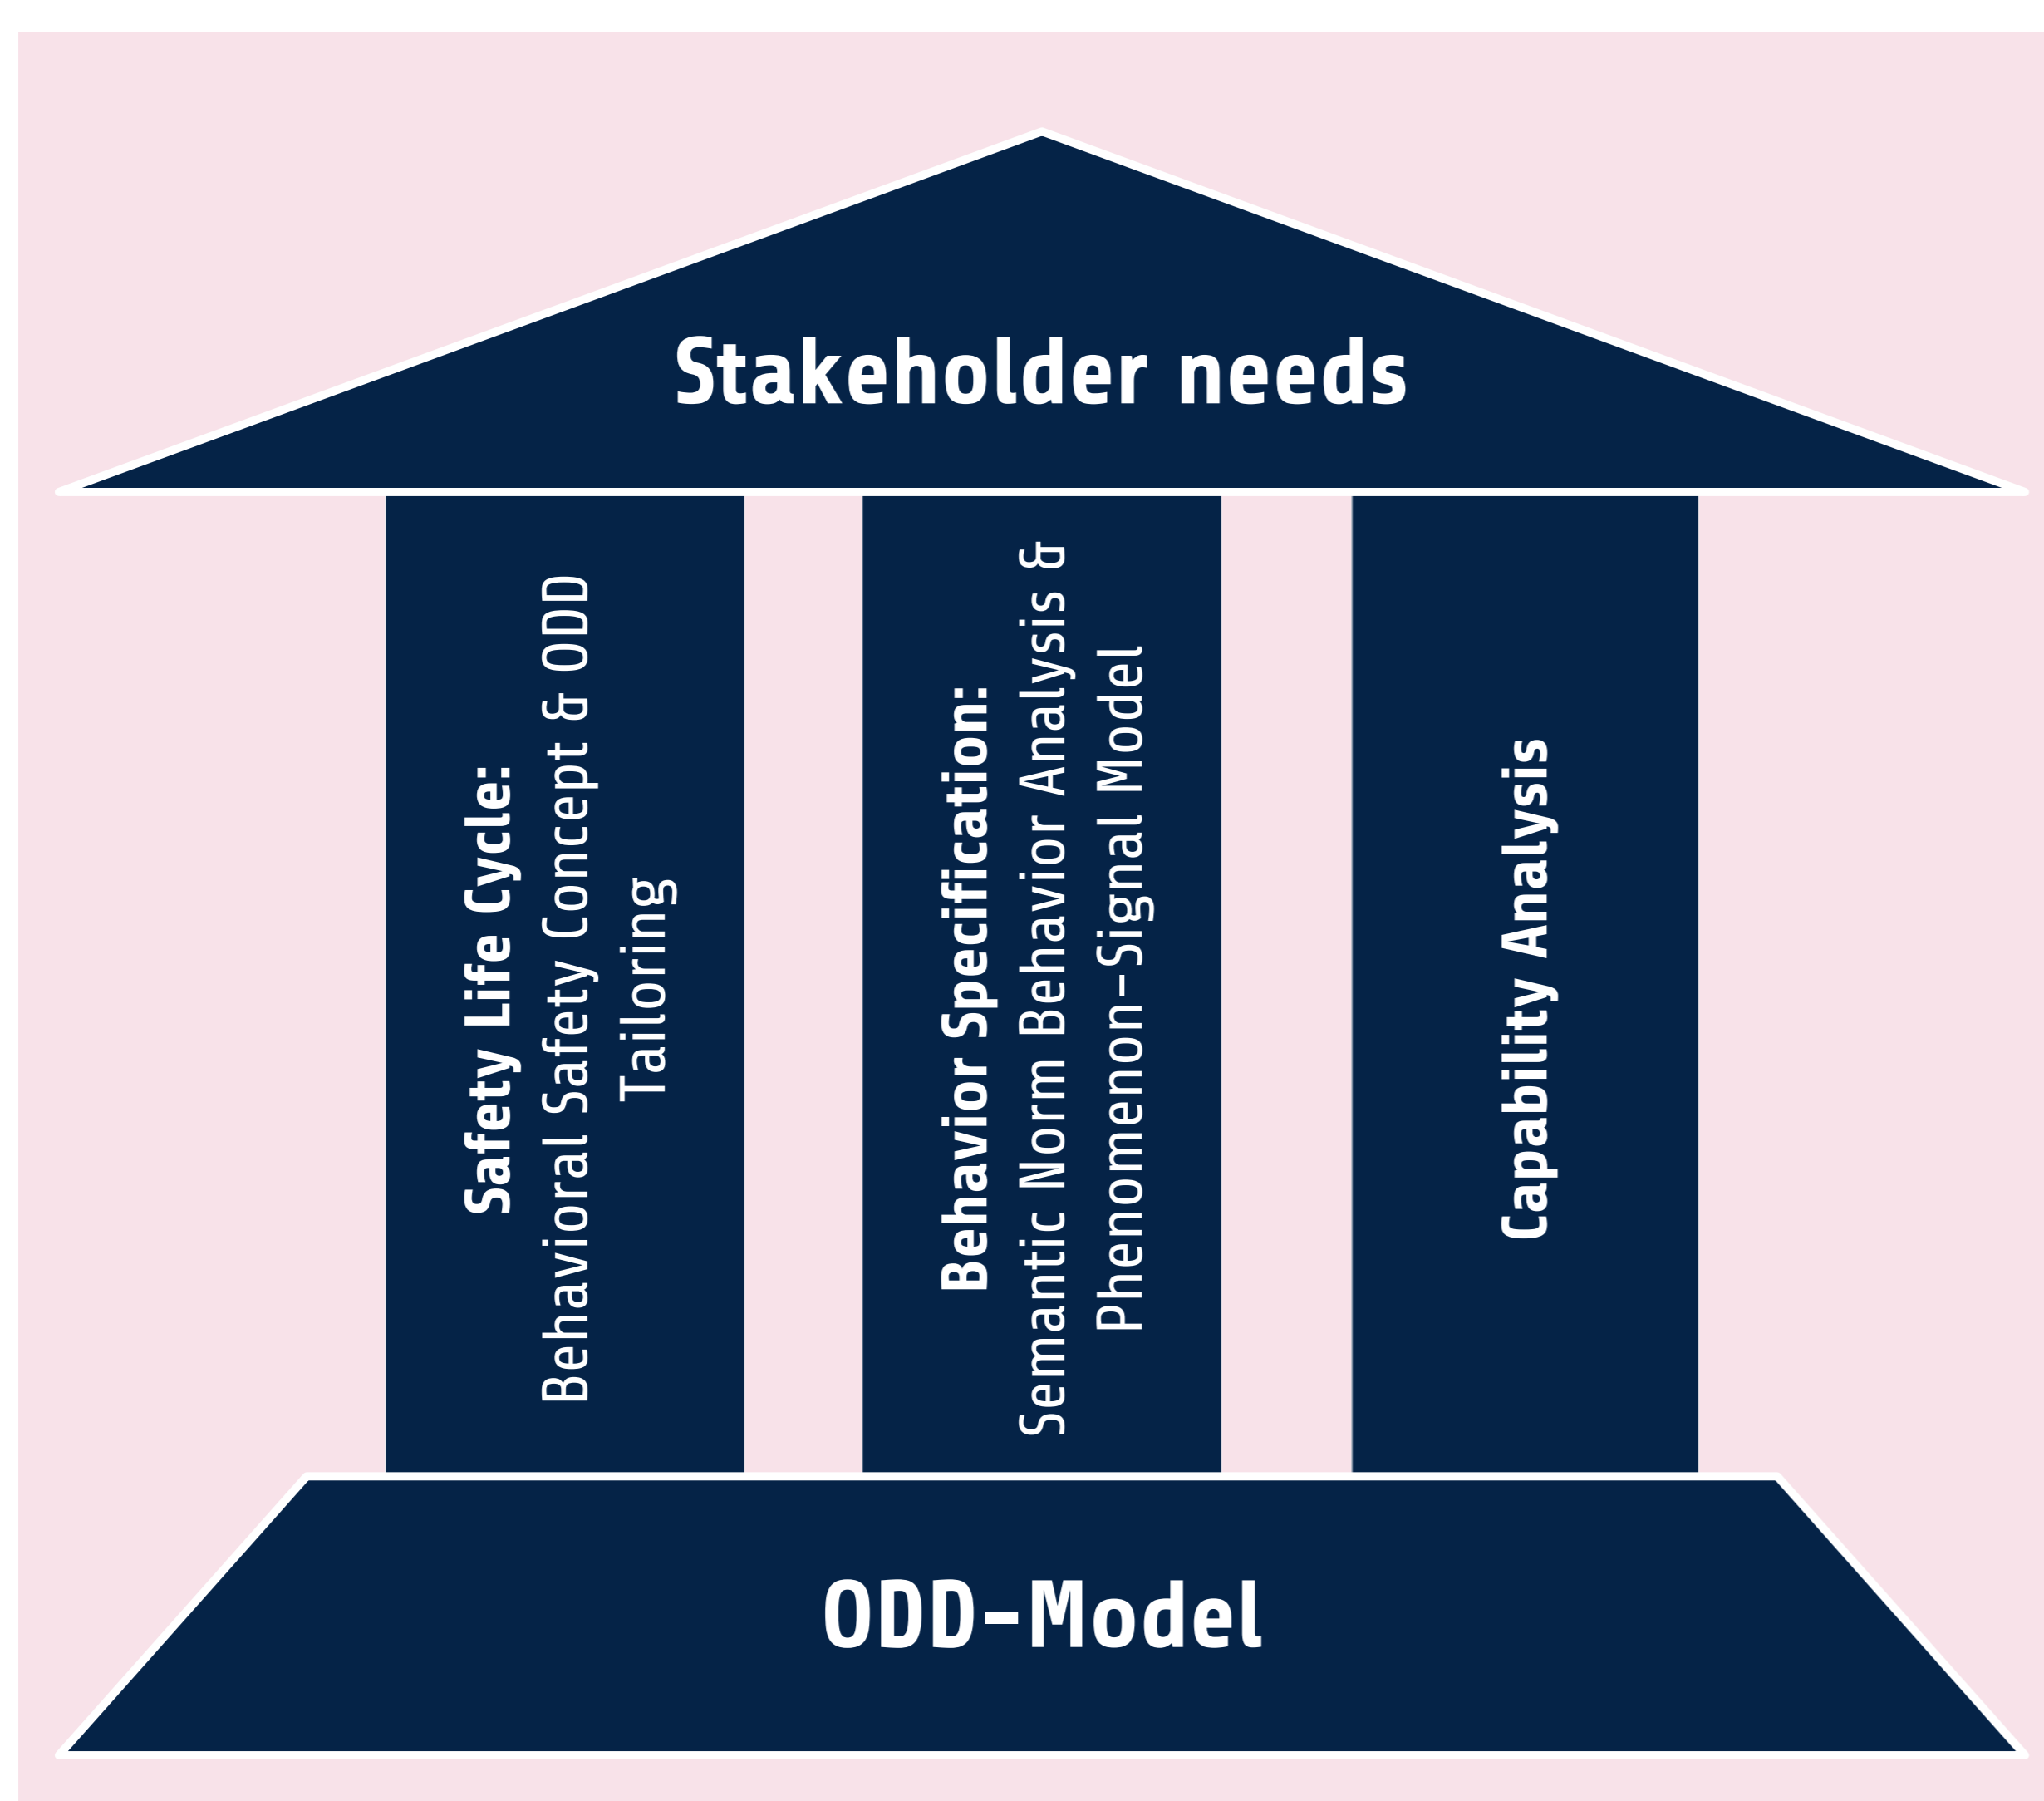 Stakeholder needs
Safety Life Cycle:
Behavioral Safety Concept & ODD
Tailoring
Behavior Specification:
Semantic Norm Behavior Analysis &
Phenomenon-Signal Model
Capability Analysis
ODD-Model